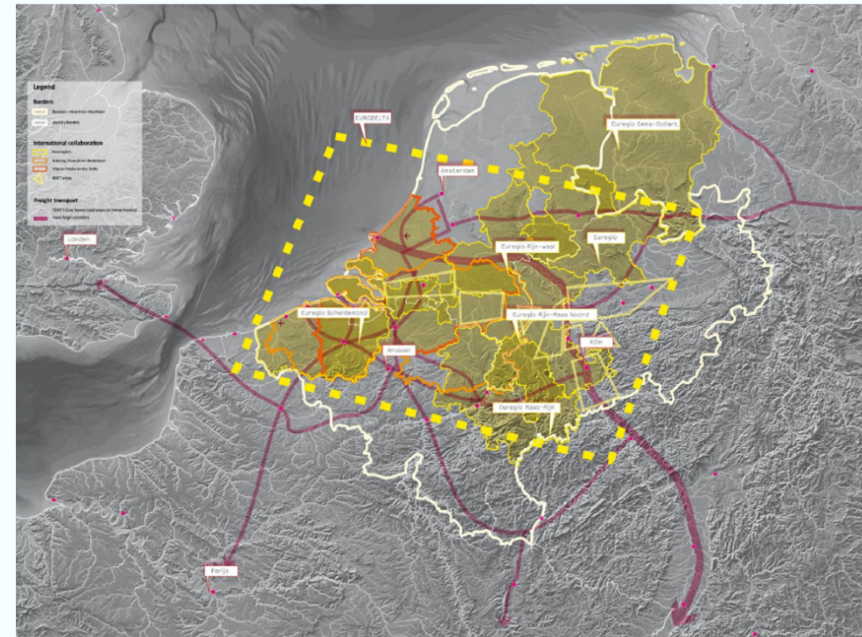 Legend
Borders
International collaboration
Freight transport
EURODELTA
Euregio Eems-Dollart
Amsterdam
Londen
Euregio Rijn-waal
Euregio
Euregio Scheldemond
Euregio Rijn-Maas Noord
Brussel
Köln
Euregio Maas-Rijn
Parijs